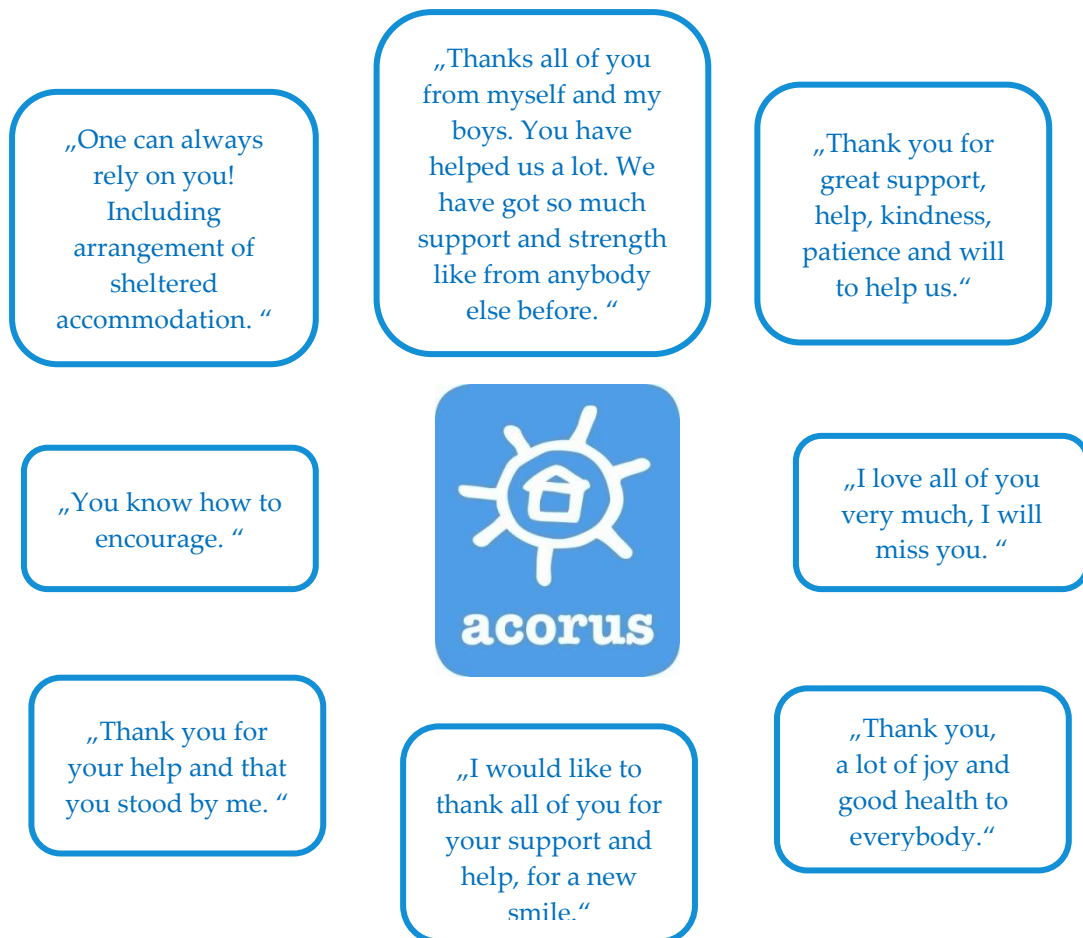 „One can always
rely on you!
Including
arrangement of
sheltered
accommodation. “
„Thanks all of you
from myself and my
boys. You have
helped us a lot. We
have got so much
support and strength
like from anybody
else before. “
„Thank you for
great support,
help, kindness,
patience and will
to help us.“
„You know how to
encourage. “
acorus
„I love all of you
very much, I will
miss you. “
„Thank you for
your help and that
you stood by me. “
„I would like to
thank all of you for
your support and
help, for a new
smile.“
„Thank you,
a lot of joy and
good health to
everybody.“